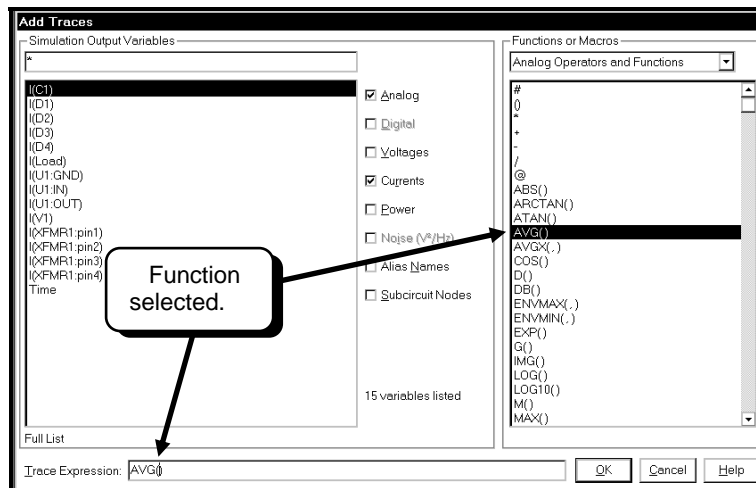 Add Traces
Simulation Output Variables
*
I(C1)
I(D1)
I(D2)
I(D3)
I(D4)
I(Load)
I(U1:GND)
I(U1:IN)
I(U1:OUT)
I(V1)
I(XFMR1:pin1)
I(XFMR1:pin2)
I(XFMR1:pin3)
I(XFMR1:pin4)
Time
Full List
Analog
Digital
Voltages
Currents
Power
Noise (V²/Hz)
Alias Names
Subcircuit Nodes
15 variables listed
Function
selected.
Functions or Macros
Analog Operators and Functions
#
()
*
+
-
/
@
ABS()
ARCTAN()
ATAN()
AVG()
AVGX(,)
COS()
D()
DB()
ENVMAX(,)
ENVMIN(,)
EXP()
G()
IMG()
LOG()
LOG10()
M()
MAX()
Trace Expression: AVG()
OK Cancel Help